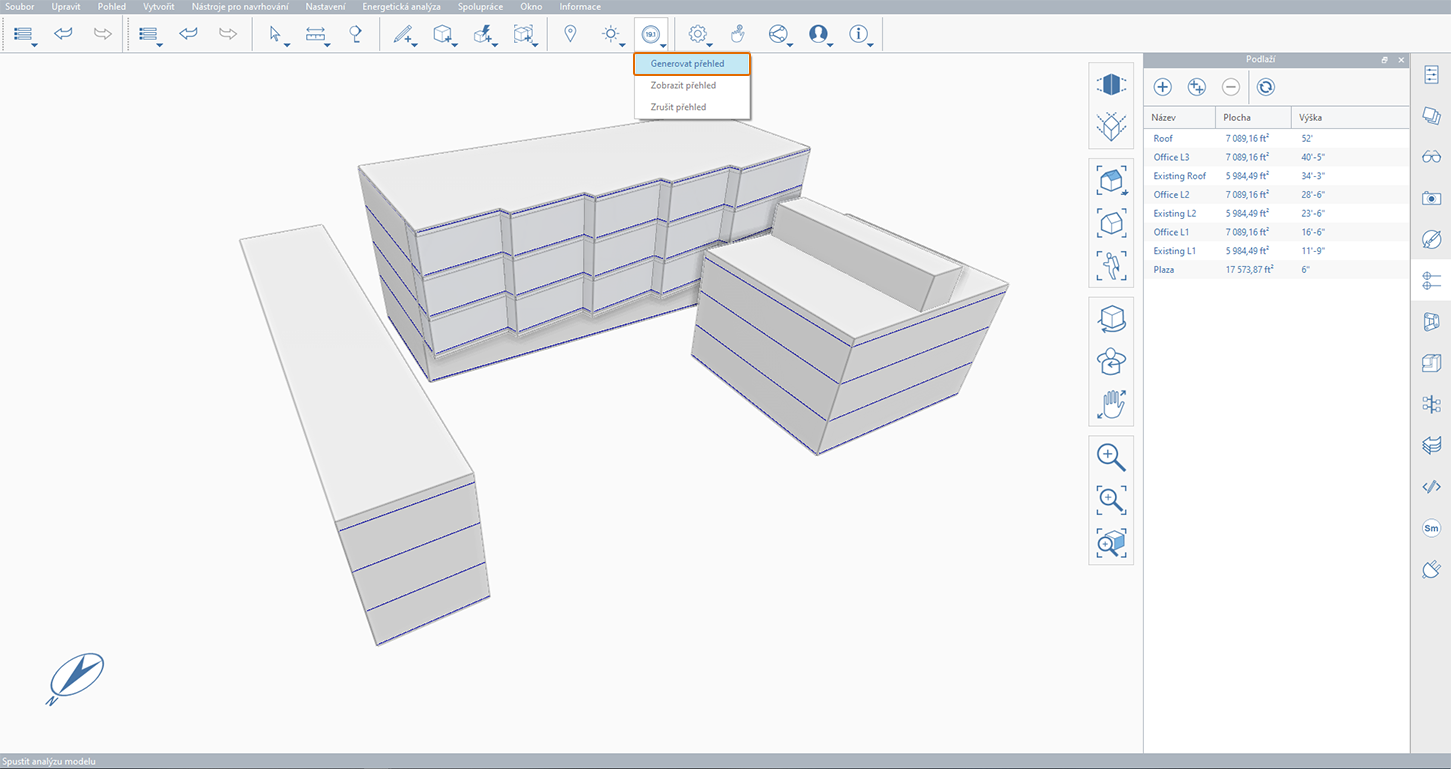 Soubor Upravit Pohled Vytvořit Nástroje pro navrhování Nastavení Energetická analýza Spolupráce Okno Informace
19.1
Generovat přehled
Zobrazit přehled
Zrušit přehled
Podlaží
Název Plocha Výška
Roof 7 089,16 ft² 52'
Office L3 7 089,16 ft² 40'-5"
Existing Roof 5 984,49 ft² 34'-3"
Office L2 7 089,16 ft² 28'-6"
Existing L2 5 984,49 ft² 23'-6"
Office L1 7 089,16 ft² 16'-6"
Existing L1 5 984,49 ft² 11'-9"
Plaza 17 573,87 ft² 6"
Sm
N
Spustit analýzu modelu